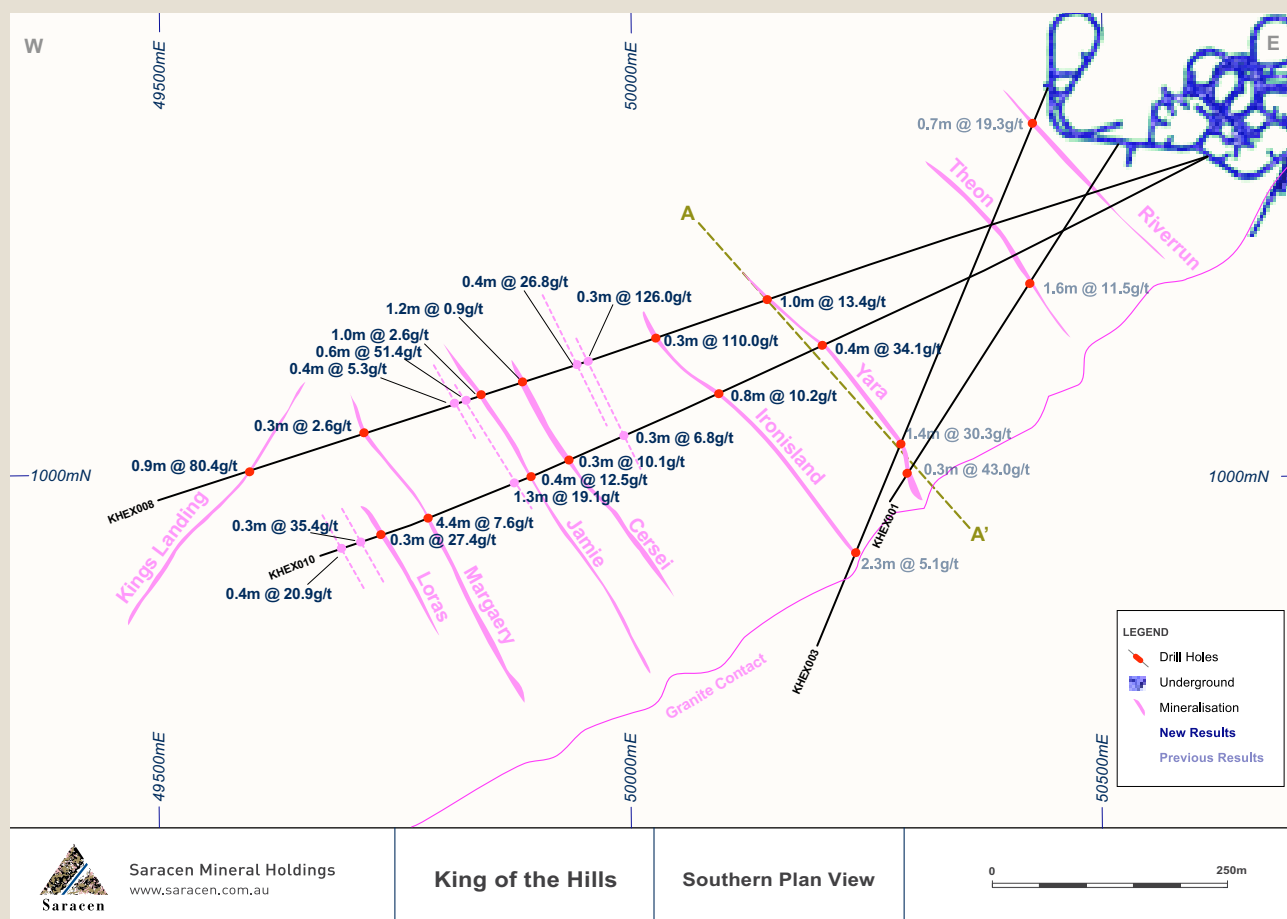 W
E
49500mE
50000mE
0.7m @ 19.3g/t
Theon
Riverrun
A
0.4m @ 26.8g/t
0.3m @ 126.0g/t
1.2m @ 0.9g/t
1.0m @ 13.4g/t
1.6m @ 11.5g/t
1.0m @ 2.6g/t
0.6m @ 51.4g/t
0.4m @ 5.3g/t
0.3m @ 110.0g/t
0.4m @ 34.1g/t
Yara
0.8m @ 10.2g/t
Ironisland
0.3m @ 2.6g/t
0.3m @ 6.8g/t
1.4m @ 30.3g/t
0.9m @ 80.4g/t
0.3m @ 10.1g/t
0.3m @ 43.0g/t
1000mN
1000mN
0.4m @ 12.5g/t
1.3m @ 19.1g/t
KHEX008
Kings Landing
0.3m @ 35.4g/t
4.4m @ 7.6g/t
0.3m @ 27.4g/t
Jamie
Cersei
KHEX001
A'
KHEX010
0.4m @ 20.9g/t
Loras
Margaery
2.3m @ 5.1g/t
KHEX003
Granite Contact
LEGEND
Drill Holes
Underground
Mineralisation
New Results
Previous Results
49500mE
50000mE
50500mE
Saracen
Saracen Mineral Holdings
www.saracen.com.au
King of the Hills
Southern Plan View
0
250m